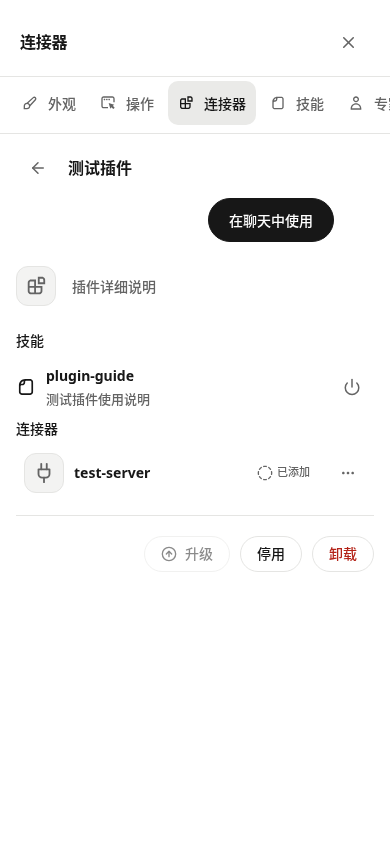 连接器
外观 操作 连接器 技能
测试插件
在聊天中使用
插件详细说明
技能
plugin-guide
测试插件使用说明
连接器
test-server 已添加
升级 停用 卸载